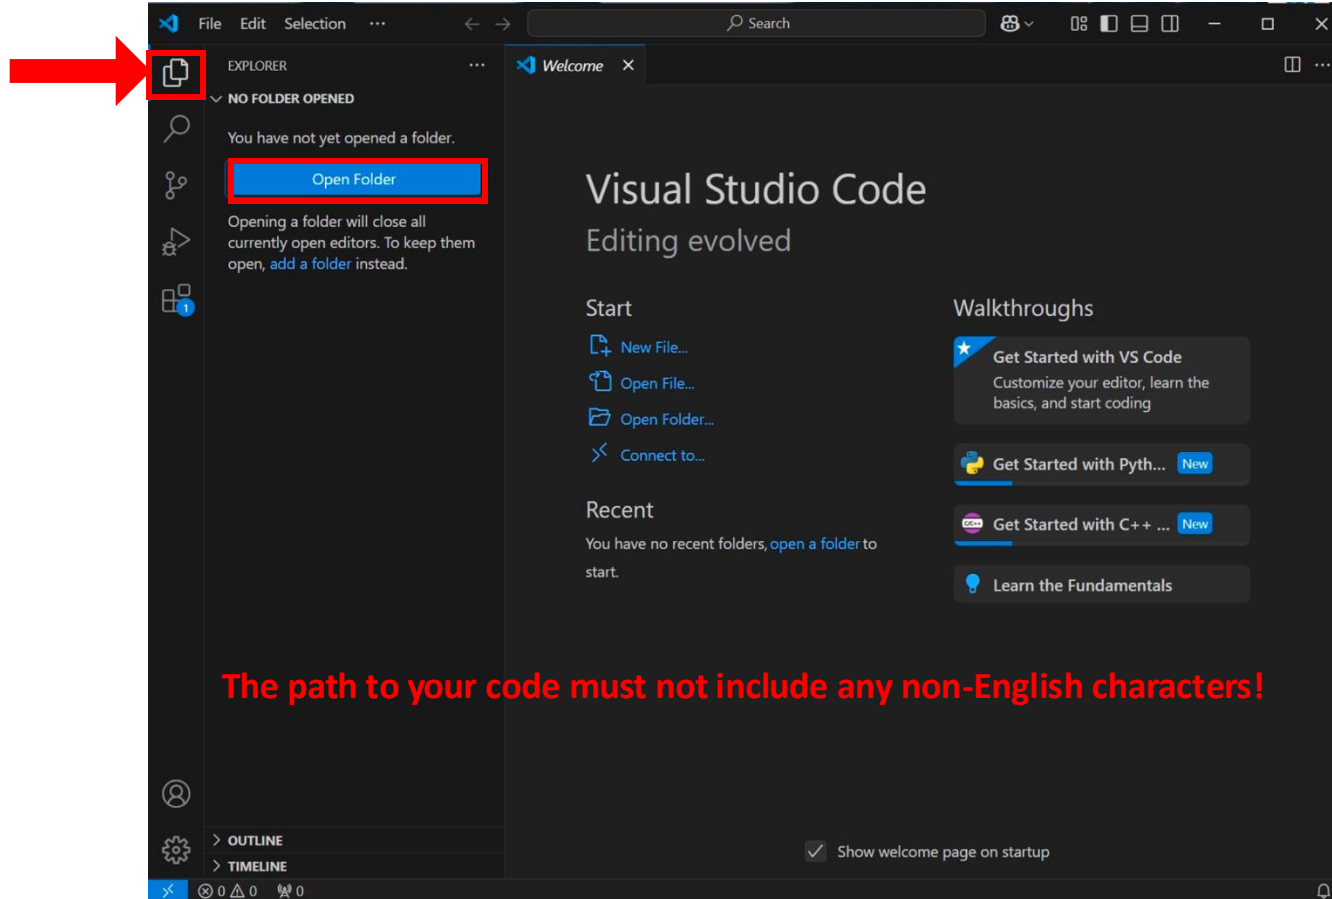 File Edit Selection ··· Search
EXPLORER ···
Welcome
NO FOLDER OPENED
You have not yet opened a folder.
Open Folder
Opening a folder will close all
currently open editors. To keep them
open, add a folder instead.
1
Visual Studio Code
Editing evolved
Start
New File...
Open File...
Open Folder...
Connect to...
Recent
You have no recent folders, open a folder to
start.
Walkthroughs
Get Started with VS Code
Customize your editor, learn the
basics, and start coding
Get Started with Pyth... New
C/C++ Get Started with C++ ... New
Learn the Fundamentals
The path to your code must not include any non-English characters!
OUTLINE
TIMELINE
Show welcome page on startup
0 0 0